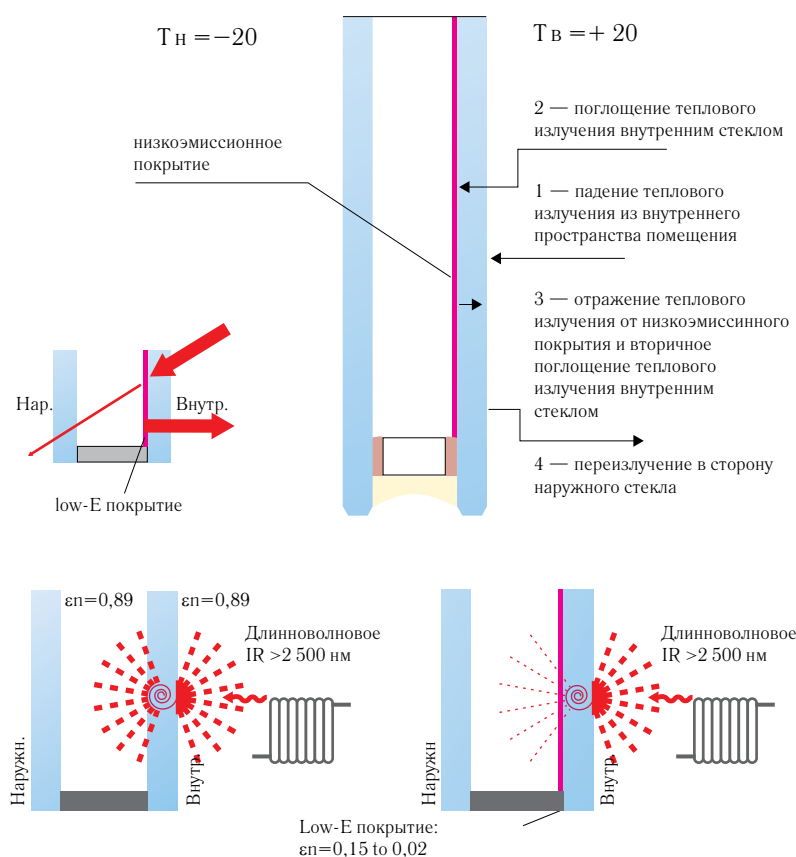 Тн =−20
Тв =+ 20
низкоэмиссионное
покрытие
2 — поглощение теплового
излучения внутренним стеклом
1 — падение теплового
излучения из внутреннего
пространства помещения
3 — отражение теплового
излучения от низкоэмиссинного
покрытия и вторичное
поглощение теплового
излучения внутренним
стеклом
4 — переизлучение в сторону
наружного стекла
Нар.
Внутр.
low-E покрытие
εn=0,89
εn=0,89
Длинноволновое
IR >2 500 нм
Наружн.
Внутр
Длинноволновое
IR >2 500 нм
Наружн
Внутр
Low-E покрытие:
εn=0,15 to 0,02